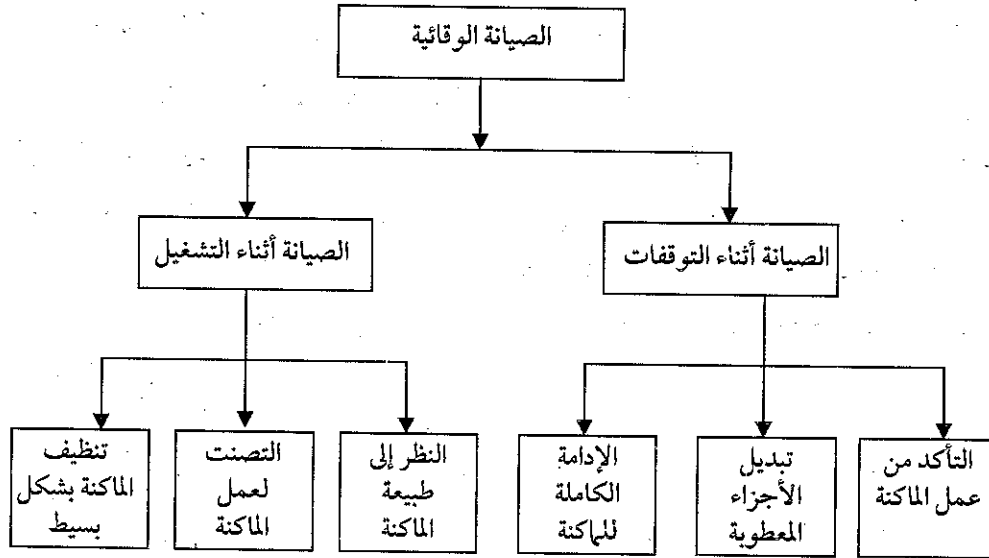 الصيانة الوقائية
الصيانة أثناء التوقفات
الصيانة أثناء التشغيل
التأكد من
عمل الماكنة
تبديل
الأجزاء
المعطوبة
الإدامة
الكاملة
للماكنة
النظر إلى
طبيعة
الماكنة
التصنت
لعمل
الماكنة
تنظيف
الماكنة بشكل
بسيط